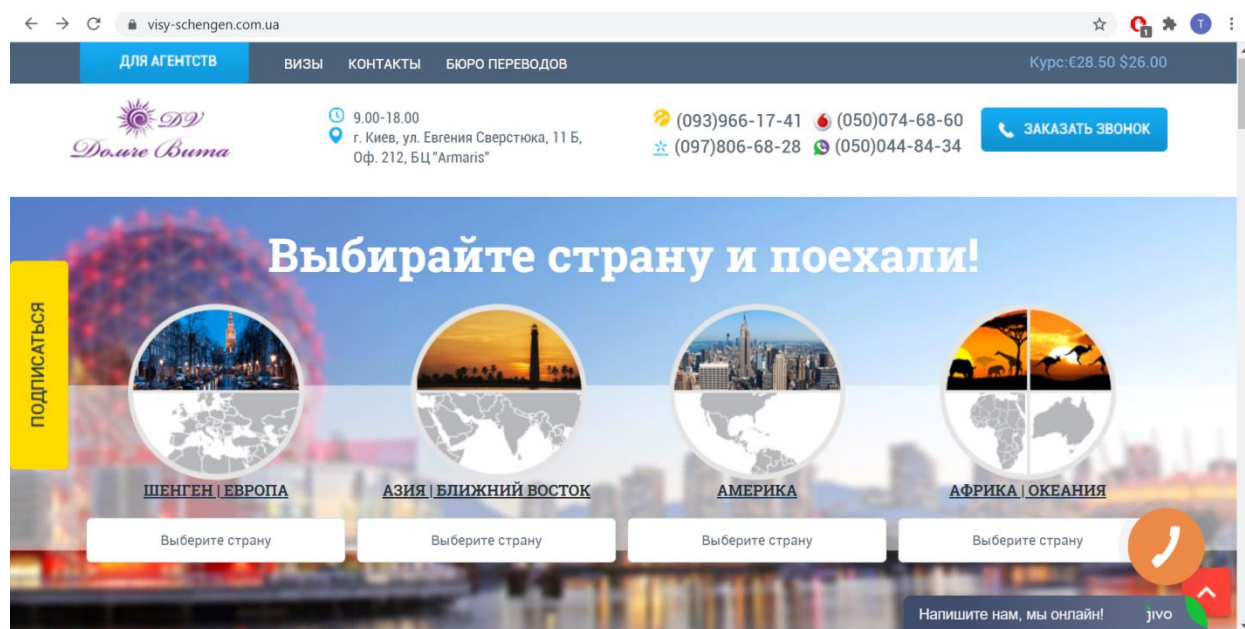 visy-schengen.com.ua
1
T
ДЛЯ АГЕНТСТВ ВИЗЫ КОНТАКТЫ БЮРО ПЕРЕВОДОВ Курс:€28.50 $26.00
ДВ
Дольче Вита
9.00-18.00
г. Киев, ул. Евгения Сверстюка, 11 Б,
Оф. 212, БЦ "Armaris"
(093)966-17-41 (050)074-68-60
(097)806-68-28 (050)044-84-34
ЗАКАЗАТЬ ЗВОНОК
Выбирайте страну и поехали!
ПОДПИСАТЬСЯ
ШЕНГЕН | ЕВРОПА АЗИЯ | БЛИЖНИЙ ВОСТОК АМЕРИКА АФРИКА | ОКЕАНИЯ
Выберите страну Выберите страну Выберите страну Выберите страну
Напишите нам, мы онлайн! jivo